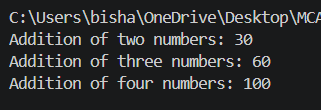 C:\Users\bisha\OneDrive\Desktop\MCA
Addition of two numbers: 30
Addition of three numbers: 60
Addition of four numbers: 100